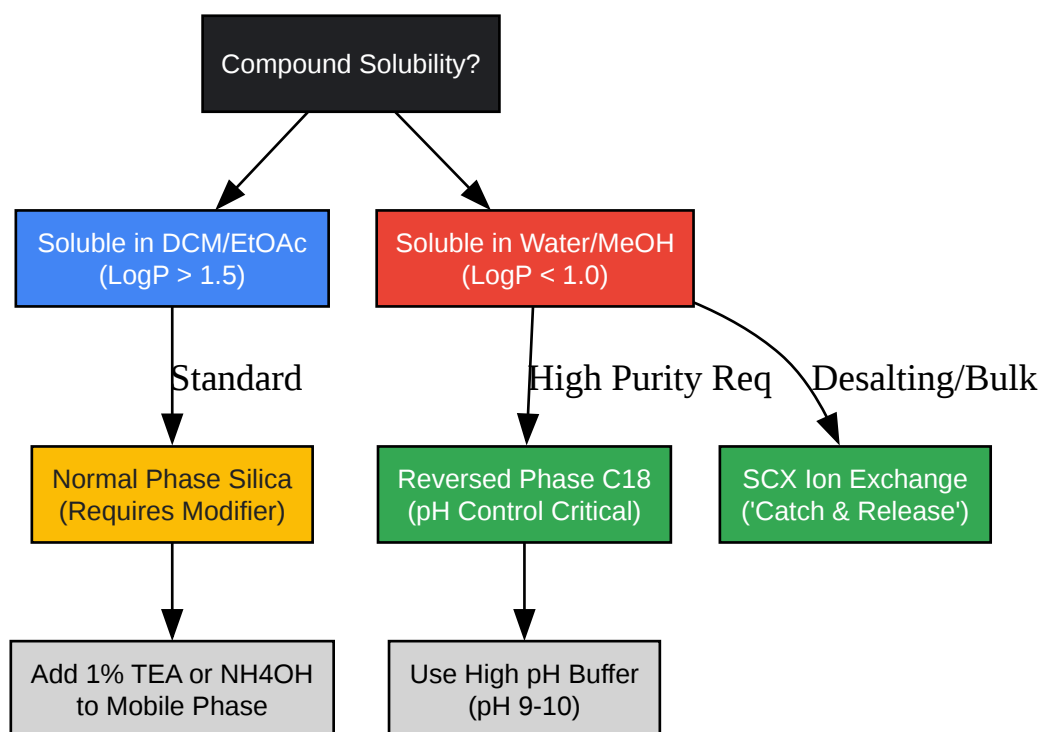 Compound Solubility?
Soluble in DCM/EtOAc
(LogP > 1.5)
Soluble in Water/MeOH
(LogP < 1.0)
Standard
High Purity Req
Desalting/Bulk
Normal Phase Silica
(Requires Modifier)
Reversed Phase C18
(pH Control Critical)
SCX Ion Exchange
('Catch & Release')
Add 1% TEA or NH4OH
to Mobile Phase
Use High pH Buffer
(pH 9-10)